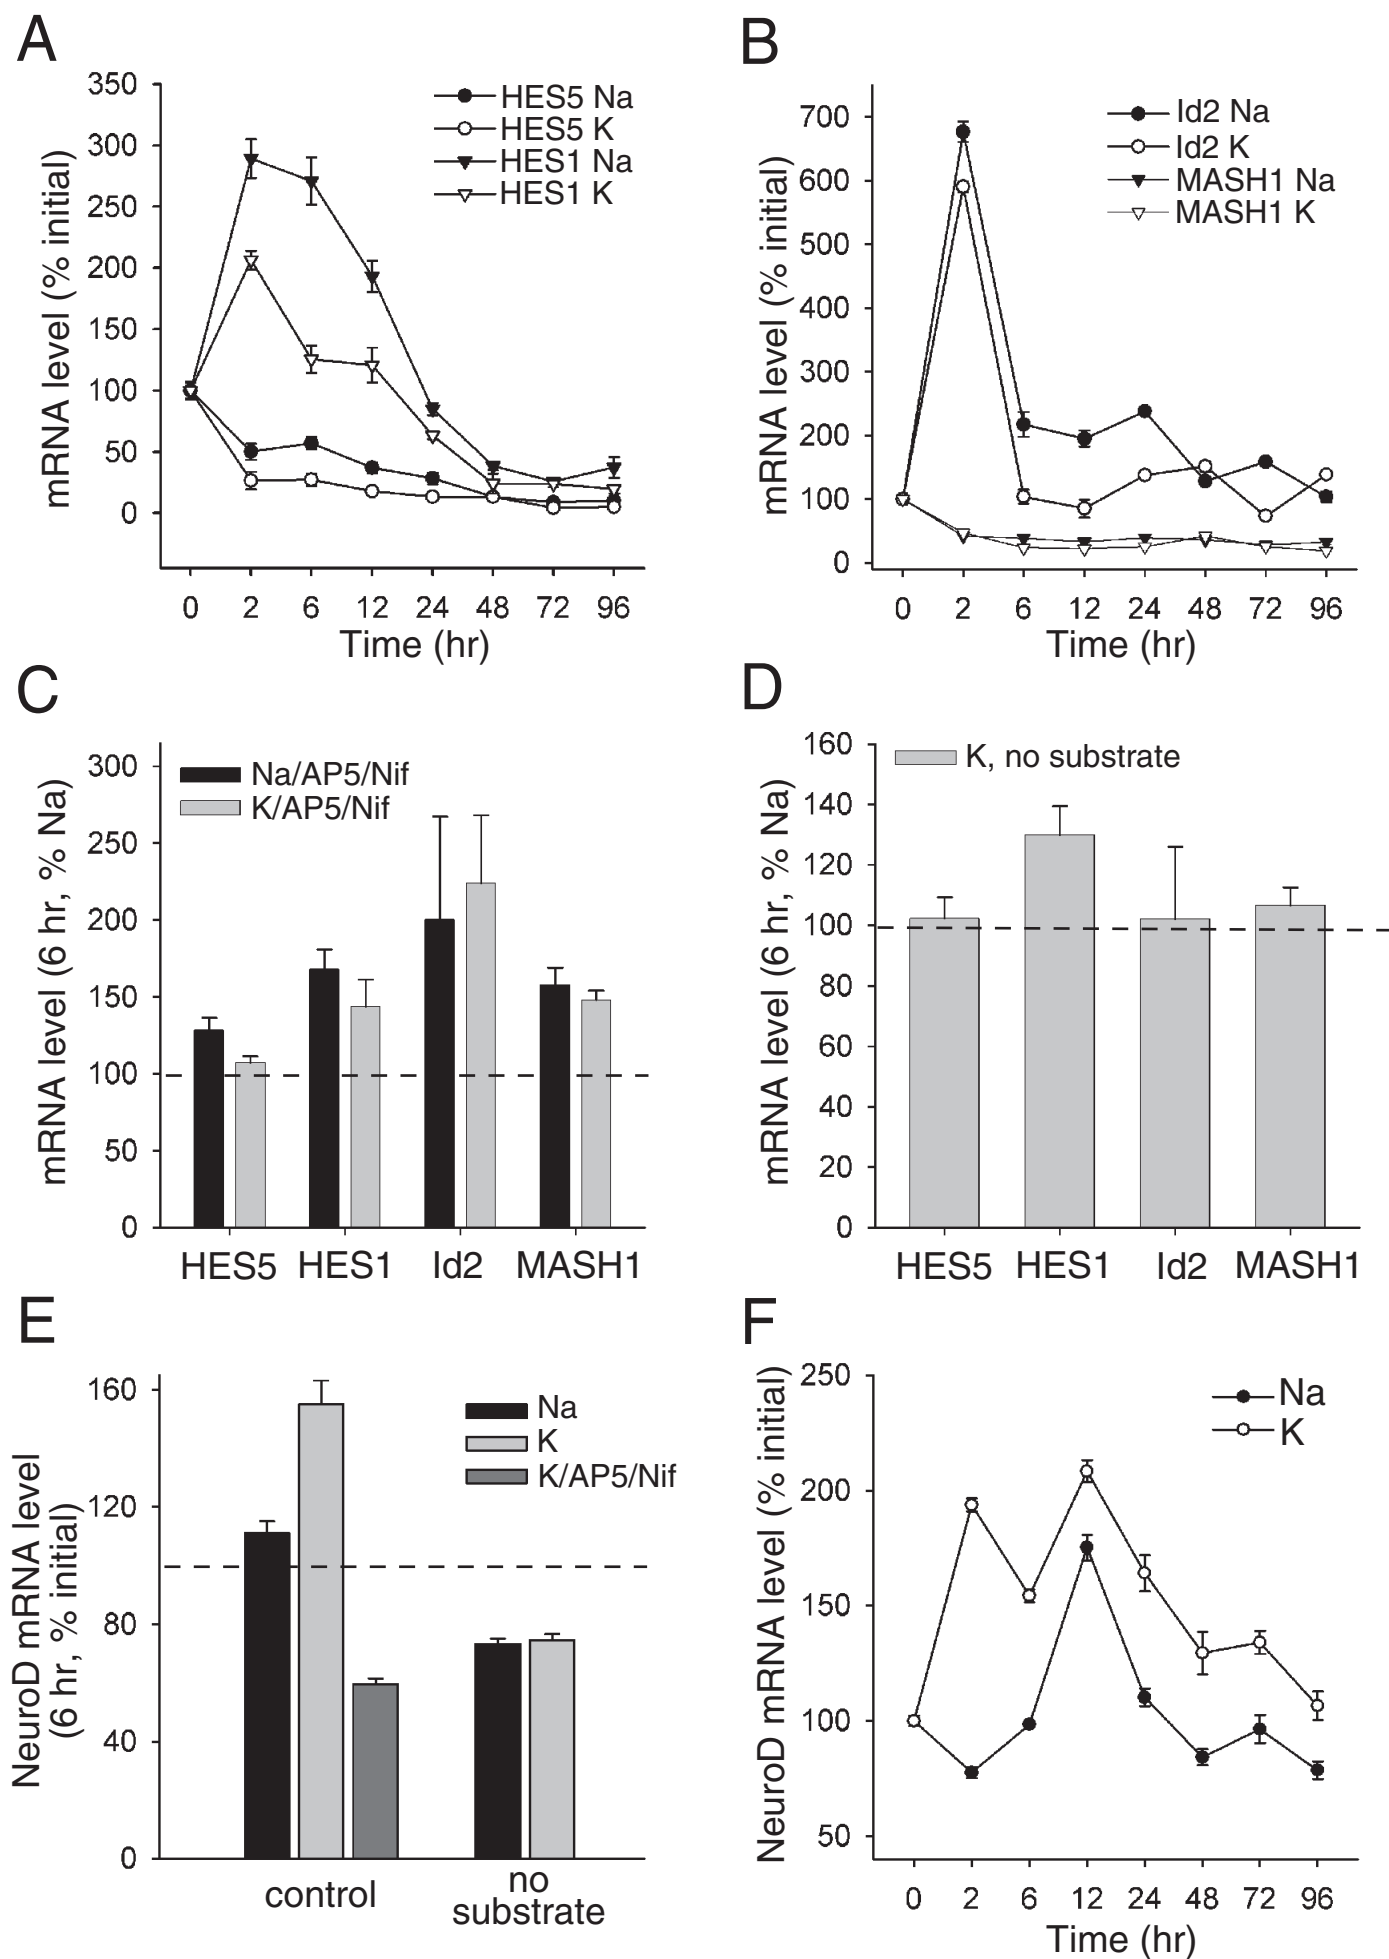 A
mRNA level (% initial)
350
300
250
200
150
100
50
0
HES5 Na
HES5 K
HES1 Na
HES1 K
0 2 6 12 24 48 72 96
Time (hr)
B
mRNA level (% initial)
700
600
500
400
300
200
100
0
Id2 Na
Id2 K
MASH1 Na
MASH1 K
0 2 6 12 24 48 72 96
Time (hr)
C
mRNA level (6 hr, % Na)
300
250
200
150
100
50
0
Na/AP5/Nif
K/AP5/Nif
HES5 HES1 Id2 MASH1
D
mRNA level (6 hr, % Na)
160
140
120
100
80
60
40
20
0
K, no substrate
HES5 HES1 Id2 MASH1
E
NeuroD mRNA level
(6 hr, % initial)
160
120
80
40
0
Na
K
K/AP5/Nif
control
no
substrate
F
NeuroD mRNA level (% initial)
250
200
150
100
50
Na
K
0 2 6 12 24 48 72 96
Time (hr)